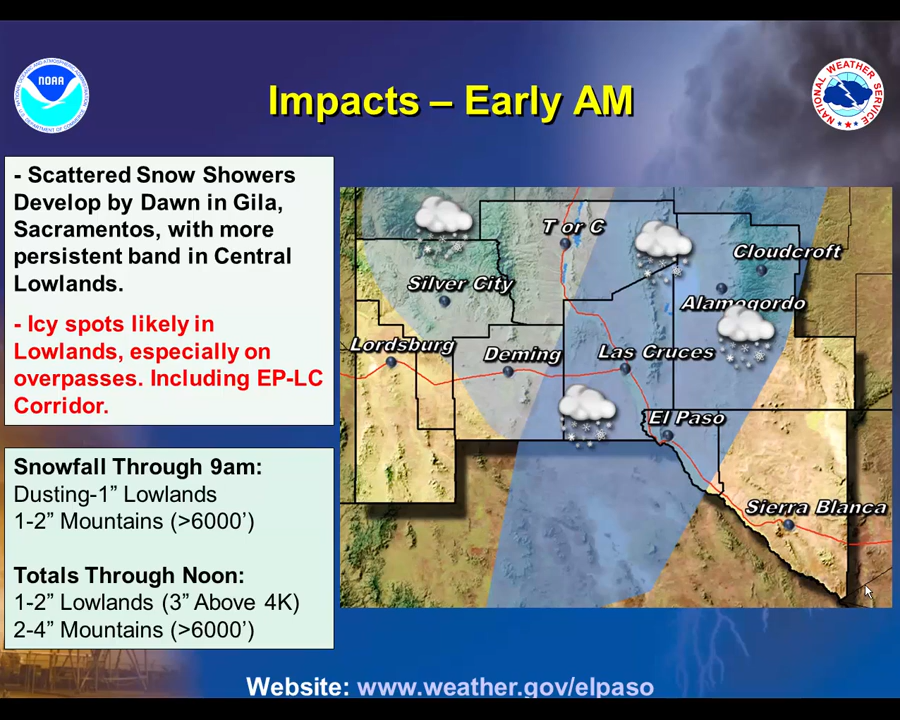 Impacts – Early AM
NOAA
NATIONAL WEATHER SERVICE
- Scattered Snow Showers
Develop by Dawn in Gila,
Sacramentos, with more
persistent band in Central
Lowlands.
- Icy spots likely in
Lowlands, especially on
overpasses. Including EP-LC
Corridor.
Snowfall Through 9am:
Dusting-1” Lowlands
1-2” Mountains (>6000’)
Totals Through Noon:
1-2” Lowlands (3” Above 4K)
2-4” Mountains (>6000’)
T or C
Cloudcroft
Silver City
Alamogordo
Lordsburg
Deming
Las Cruces
El Paso
Sierra Blanca
Website: www.weather.gov/elpaso